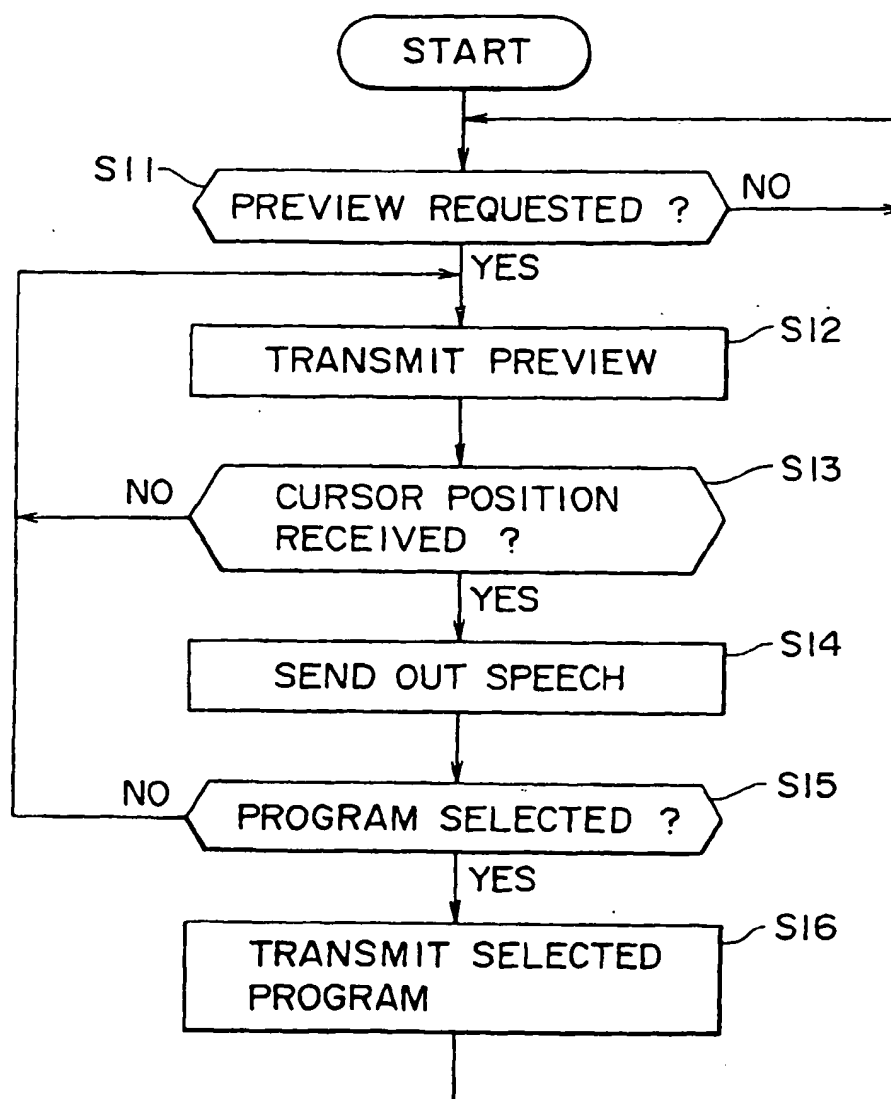 START
S11
PREVIEW REQUESTED ?
NO
YES
S12
TRANSMIT PREVIEW
S13
NO
CURSOR POSITION
RECEIVED ?
YES
S14
SEND OUT SPEECH
S15
NO
PROGRAM SELECTED ?
YES
S16
TRANSMIT SELECTED
PROGRAM